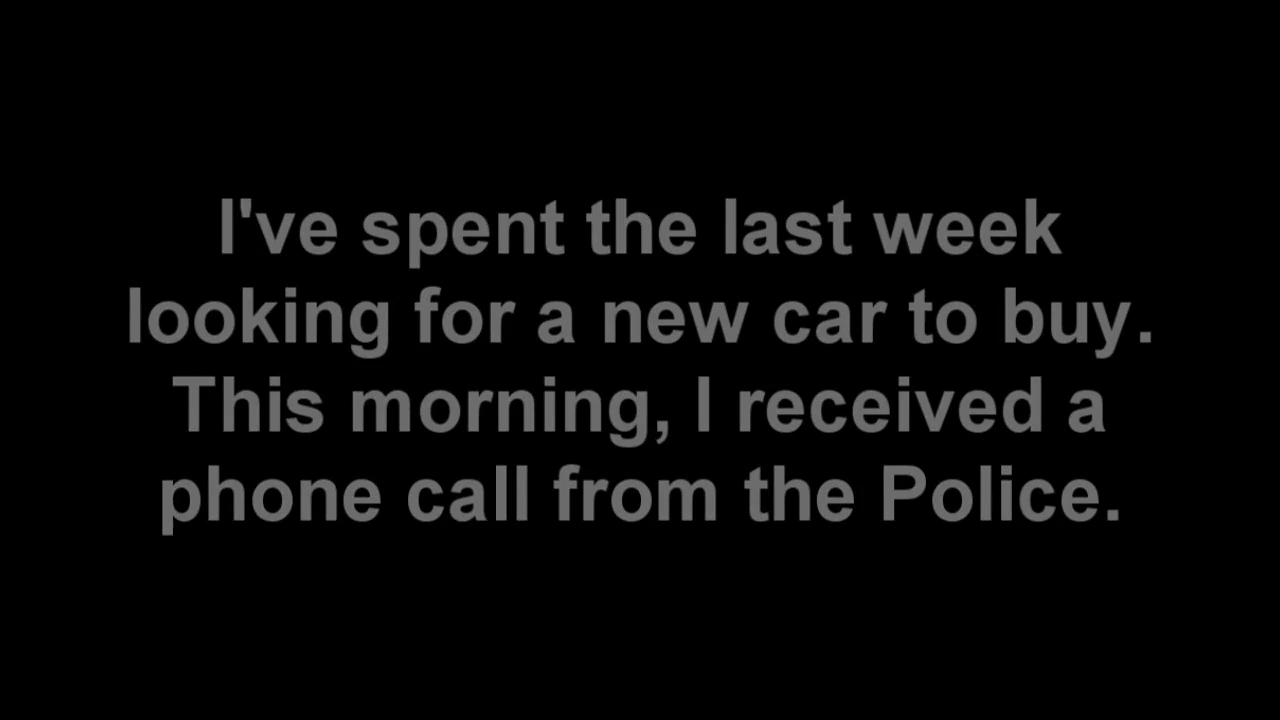 I've spent the last week
looking for a new car to buy.
This morning, I received a
phone call from the Police.